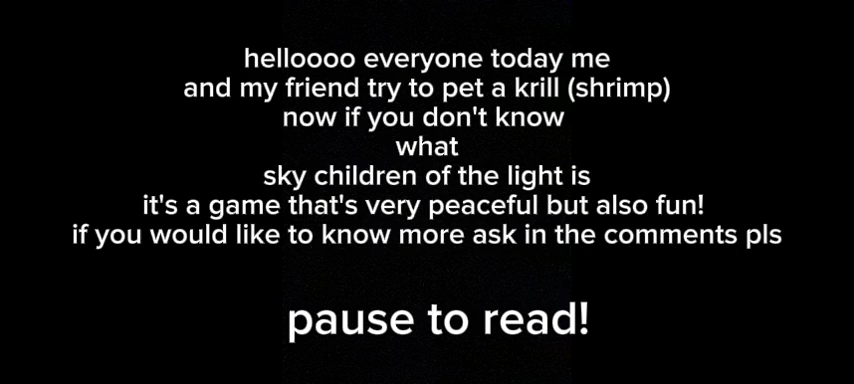 helloooo everyone today me
and my friend try to pet a krill (shrimp)
now if you don't know
what
sky children of the light is
it's a game that's very peaceful but also fun!
if you would like to know more ask in the comments pls
pause to read!